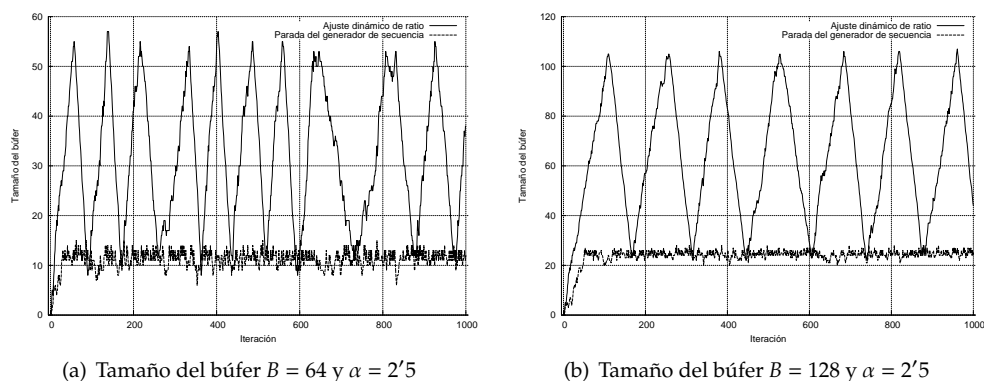 Ajuste dinámico de ratio
Parada del generador de secuencia
60
50
40
30
20
10
0
Tamaño del búfer
0 200 400 600 800 1000
Iteración
(a) Tamaño del búfer B = 64 y α = 2'5
Ajuste dinámico de ratio
Parada del generador de secuencia
120
100
80
60
40
20
0
Tamaño del búfer
0 200 400 600 800 1000
Iteración
(b) Tamaño del búfer B = 128 y α = 2'5